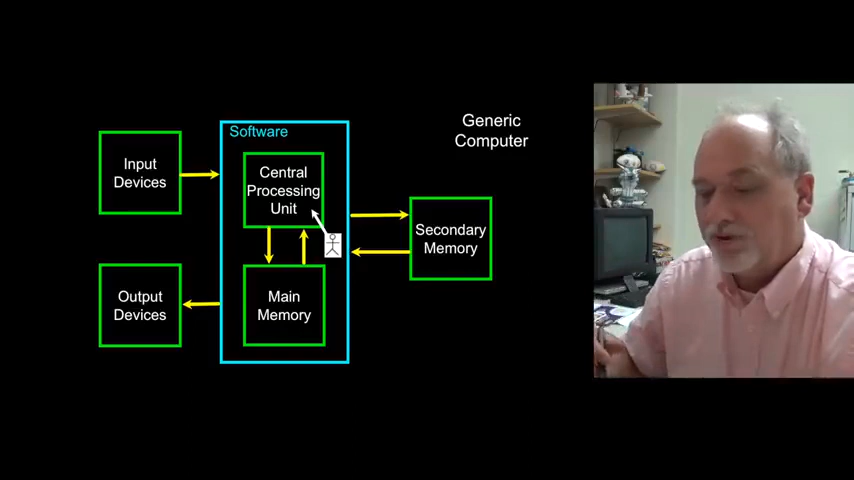 Software
Generic
Computer
Input
Devices
Central
Processing
Unit
Secondary
Memory
Output
Devices
Main
Memory